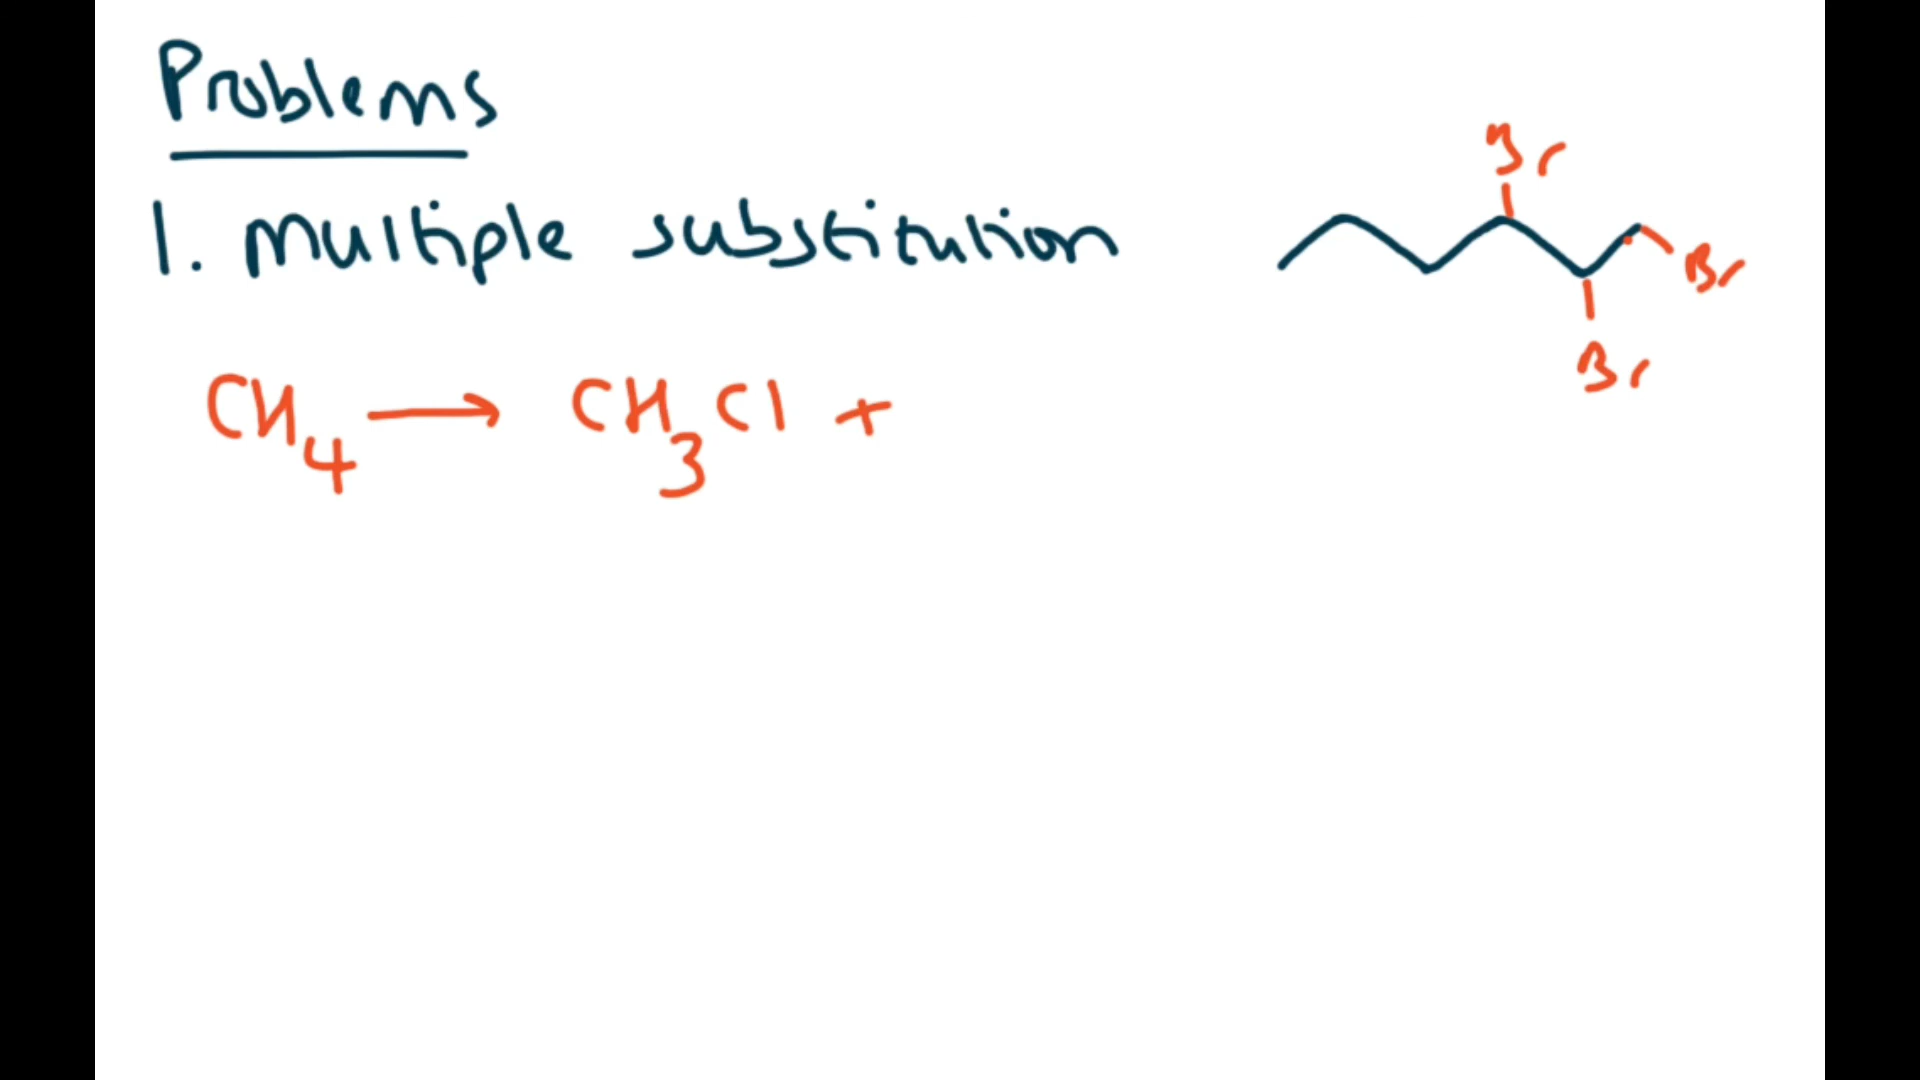 Problems
1. Multiple substitution
Br
Br
Br
CH4 → CH3Cl +